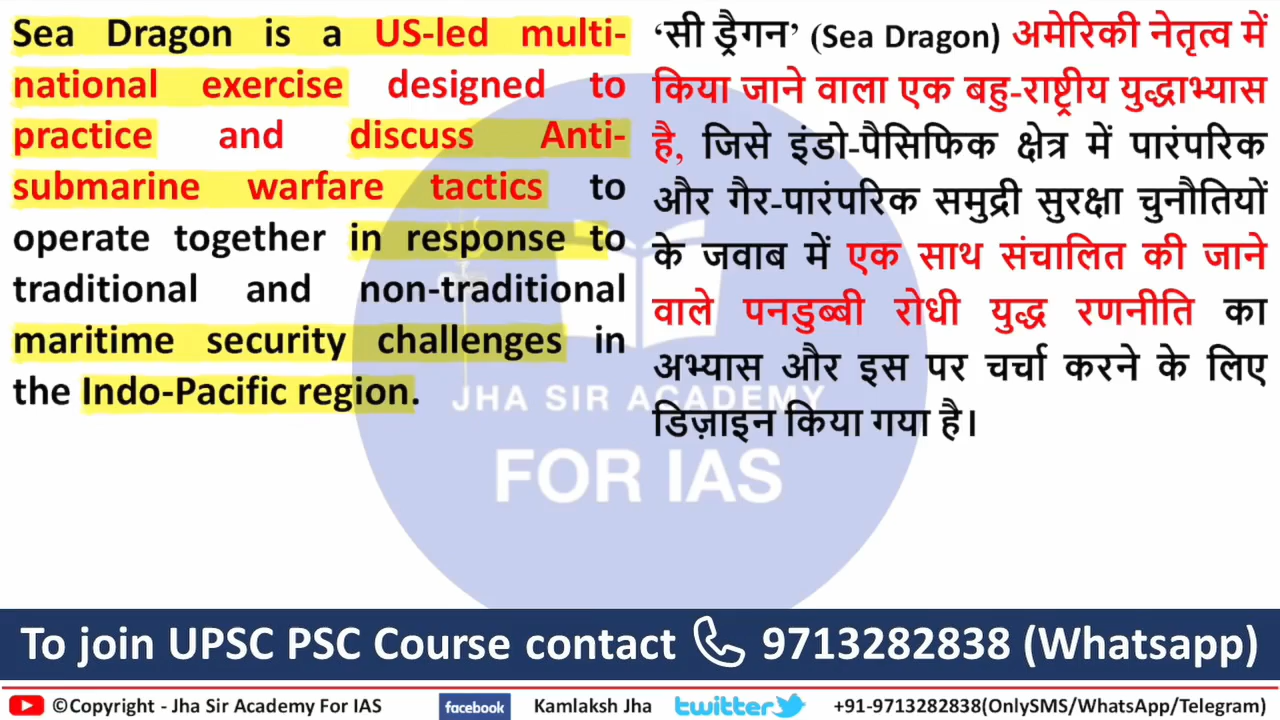 Sea Dragon is a US-led multi-
national exercise designed to
practice and discuss Anti-
submarine warfare tactics to
operate together in response to
traditional and non-traditional
maritime security challenges in
the Indo-Pacific region.
‘सी ड्रैगन’ (Sea Dragon) अमेरिकी नेतृत्व में
किया जाने वाला एक बहु-राष्ट्रीय युद्धाभ्यास
है, जिसे इंडो-पैसिफिक क्षेत्र में पारंपरिक
और गैर-पारंपरिक समुद्री सुरक्षा चुनौतियों
के जवाब में एक साथ संचालित की जाने
वाले पनडुब्बी रोधी युद्ध रणनीति का
अभ्यास और इस पर चर्चा करने के लिए
डिज़ाइन किया गया है।
JHA SIR ACADEMY
FOR IAS
To join UPSC PSC Course contact 9713282838 (Whatsapp)
©Copyright - Jha Sir Academy For IAS facebook Kamlaksh Jha twitter +91-9713282838(OnlySMS/WhatsApp/Telegram)